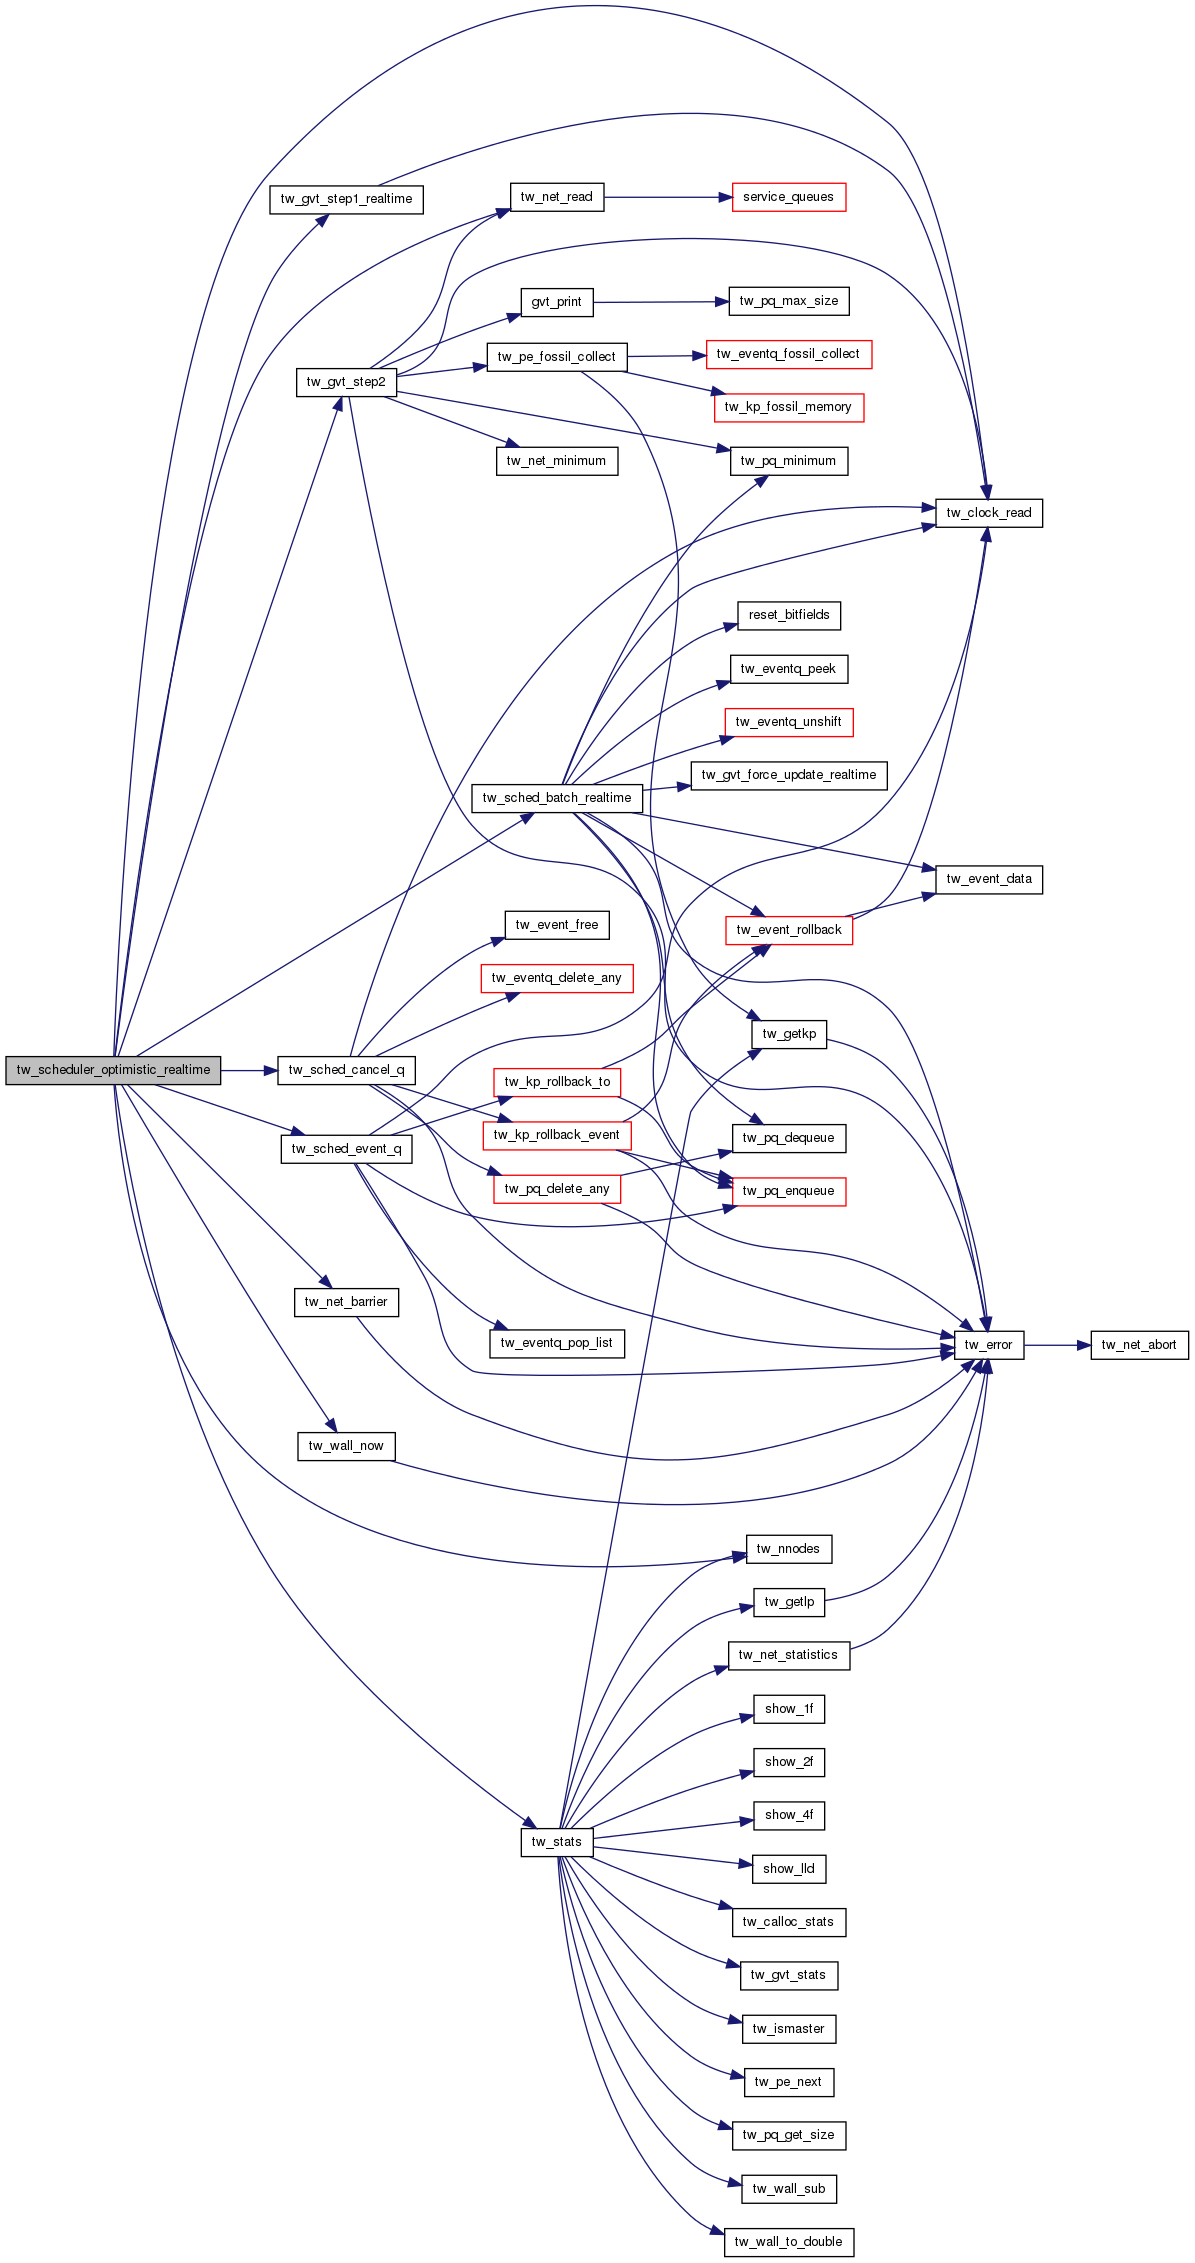 tw_gvt_step1_realtime
tw_net_read
service_queues
gvt_print
tw_pq_max_size
tw_pe_fossil_collect
tw_eventq_fossil_collect
tw_gvt_step2
tw_kp_fossil_memory
tw_net_minimum
tw_pq_minimum
tw_clock_read
reset_bitfields
tw_eventq_peek
tw_eventq_unshift
tw_gvt_force_update_realtime
tw_sched_batch_realtime
tw_event_data
tw_event_free
tw_event_rollback
tw_eventq_delete_any
tw_getkp
tw_scheduler_optimistic_realtime
tw_sched_cancel_q
tw_kp_rollback_to
tw_kp_rollback_event
tw_pq_dequeue
tw_sched_event_q
tw_pq_delete_any
tw_pq_enqueue
tw_net_barrier
tw_eventq_pop_list
tw_error
tw_net_abort
tw_wall_now
tw_nnodes
tw_getlp
tw_net_statistics
show_1f
show_2f
show_4f
tw_stats
show_lld
tw_calloc_stats
tw_gvt_stats
tw_ismaster
tw_pe_next
tw_pq_get_size
tw_wall_sub
tw_wall_to_double